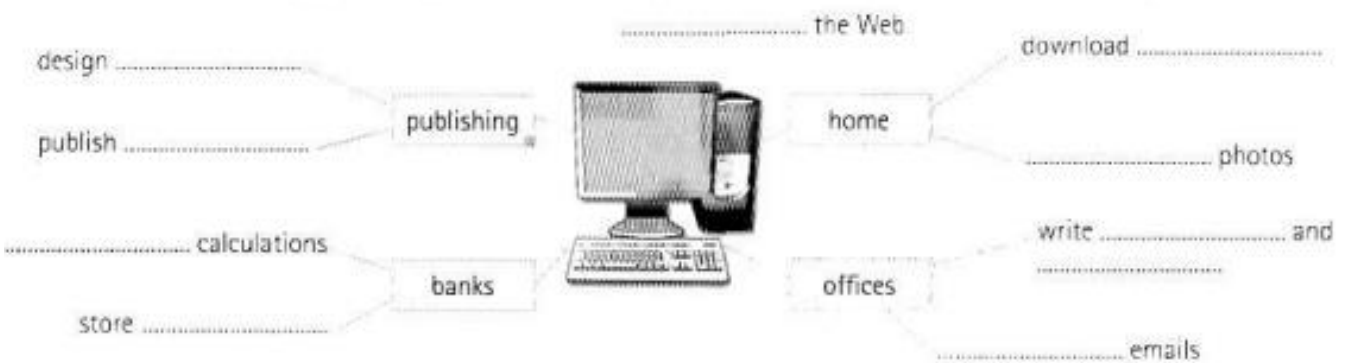 .............................. the Web
design ..............................
download ..............................
publishing
home
publish ..............................
.............................. photos
.............................. calculations
write .............................. and
..............................
banks
offices
store ..............................
.............................. emails